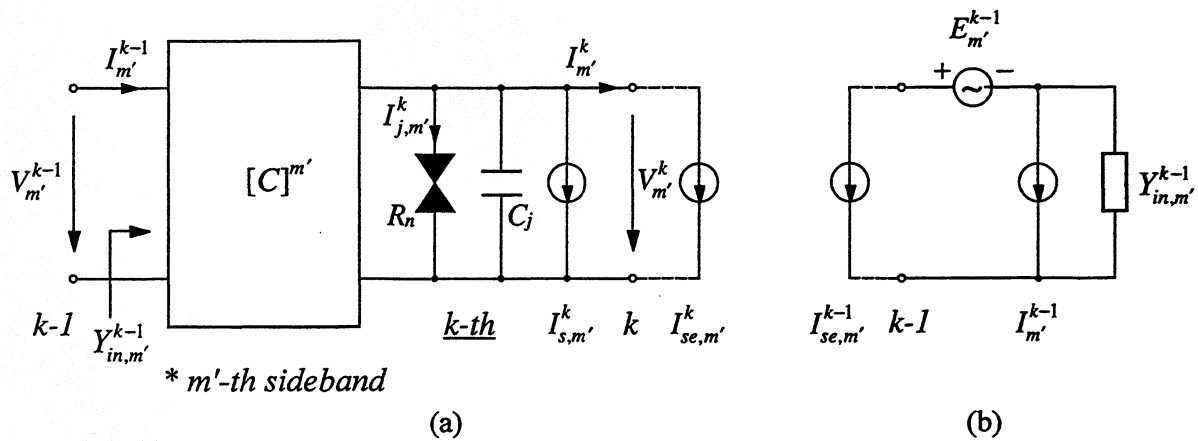 I_{m'}^{k-1}
I_{m'}^{k}
E_{m'}^{k-1}
+ ~ −
I_{j,m'}^{k}
V_{m'}^{k-1}
[C]^{m'}
R_n
C_j
V_{m'}^{k}
Y_{in,m'}^{k-1}
k-1
Y_{in,m'}^{k-1}
k-th
I_{s,m'}^{k}
k
I_{se,m'}^{k}
I_{se,m'}^{k-1}
k-1
I_{m'}^{k-1}
* m'-th sideband
(a)
(b)